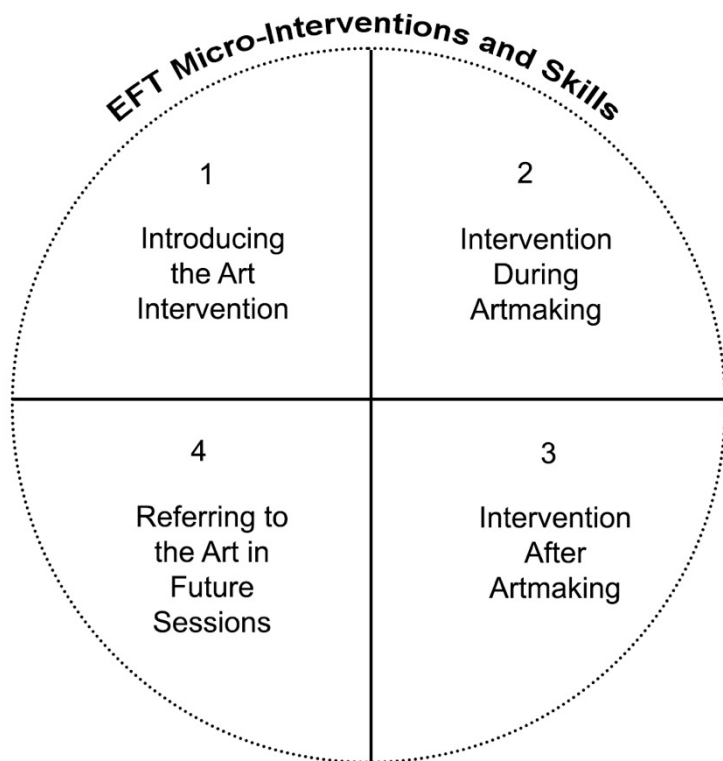 EFT Micro-Interventions and Skills
1
Introducing
the Art
Intervention
2
Intervention
During
Artmaking
4
Referring to
the Art in
Future
Sessions
3
Intervention
After
Artmaking